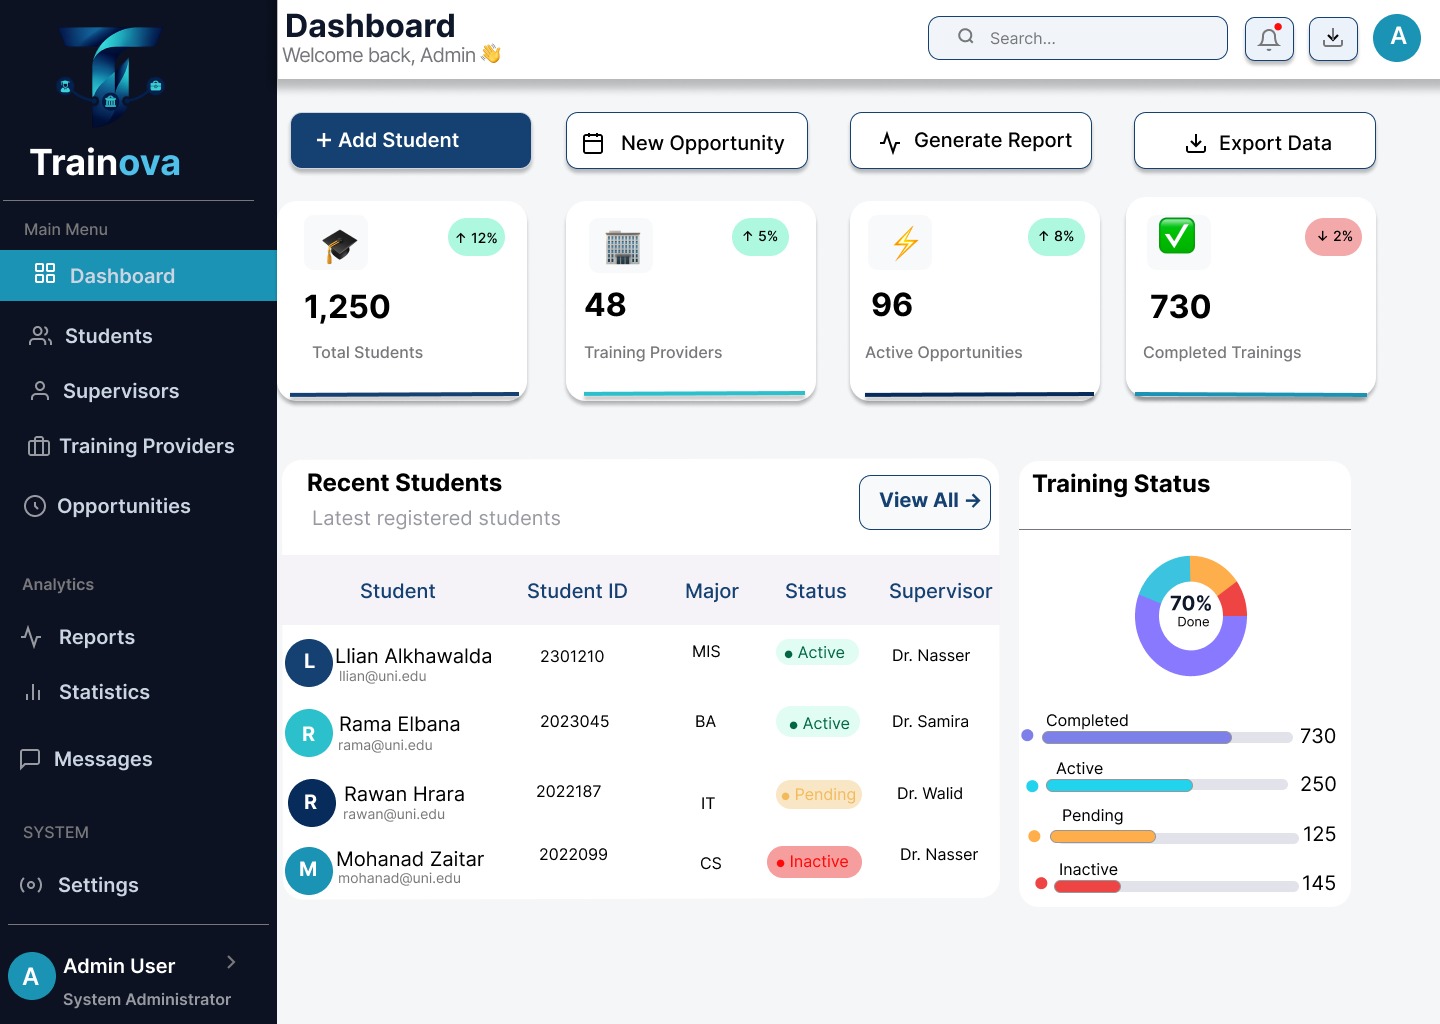 Trainova
Main Menu
Dashboard
Students
Supervisors
Training Providers
Opportunities
Analytics
Reports
Statistics
Messages
SYSTEM
Settings
A
Admin User
System Administrator
Dashboard
Welcome back, Admin 👋
Search...
A
+ Add Student
New Opportunity
Generate Report
Export Data
↑ 12%
1,250
Total Students
↑ 5%
48
Training Providers
↑ 8%
96
Active Opportunities
↓ 2%
730
Completed Trainings
Recent Students
Latest registered students
View All →
Student Student ID Major Status Supervisor
L Llian Alkhawalda 2301210 MIS Active Dr. Nasser
llian@uni.edu
R Rama Elbana 2023045 BA Active Dr. Samira
rama@uni.edu
R Rawan Hrara 2022187 IT Pending Dr. Walid
rawan@uni.edu
M Mohanad Zaitar 2022099 CS Inactive Dr. Nasser
mohanad@uni.edu
Training Status
70%
Done
Completed 730
Active 250
Pending 125
Inactive 145